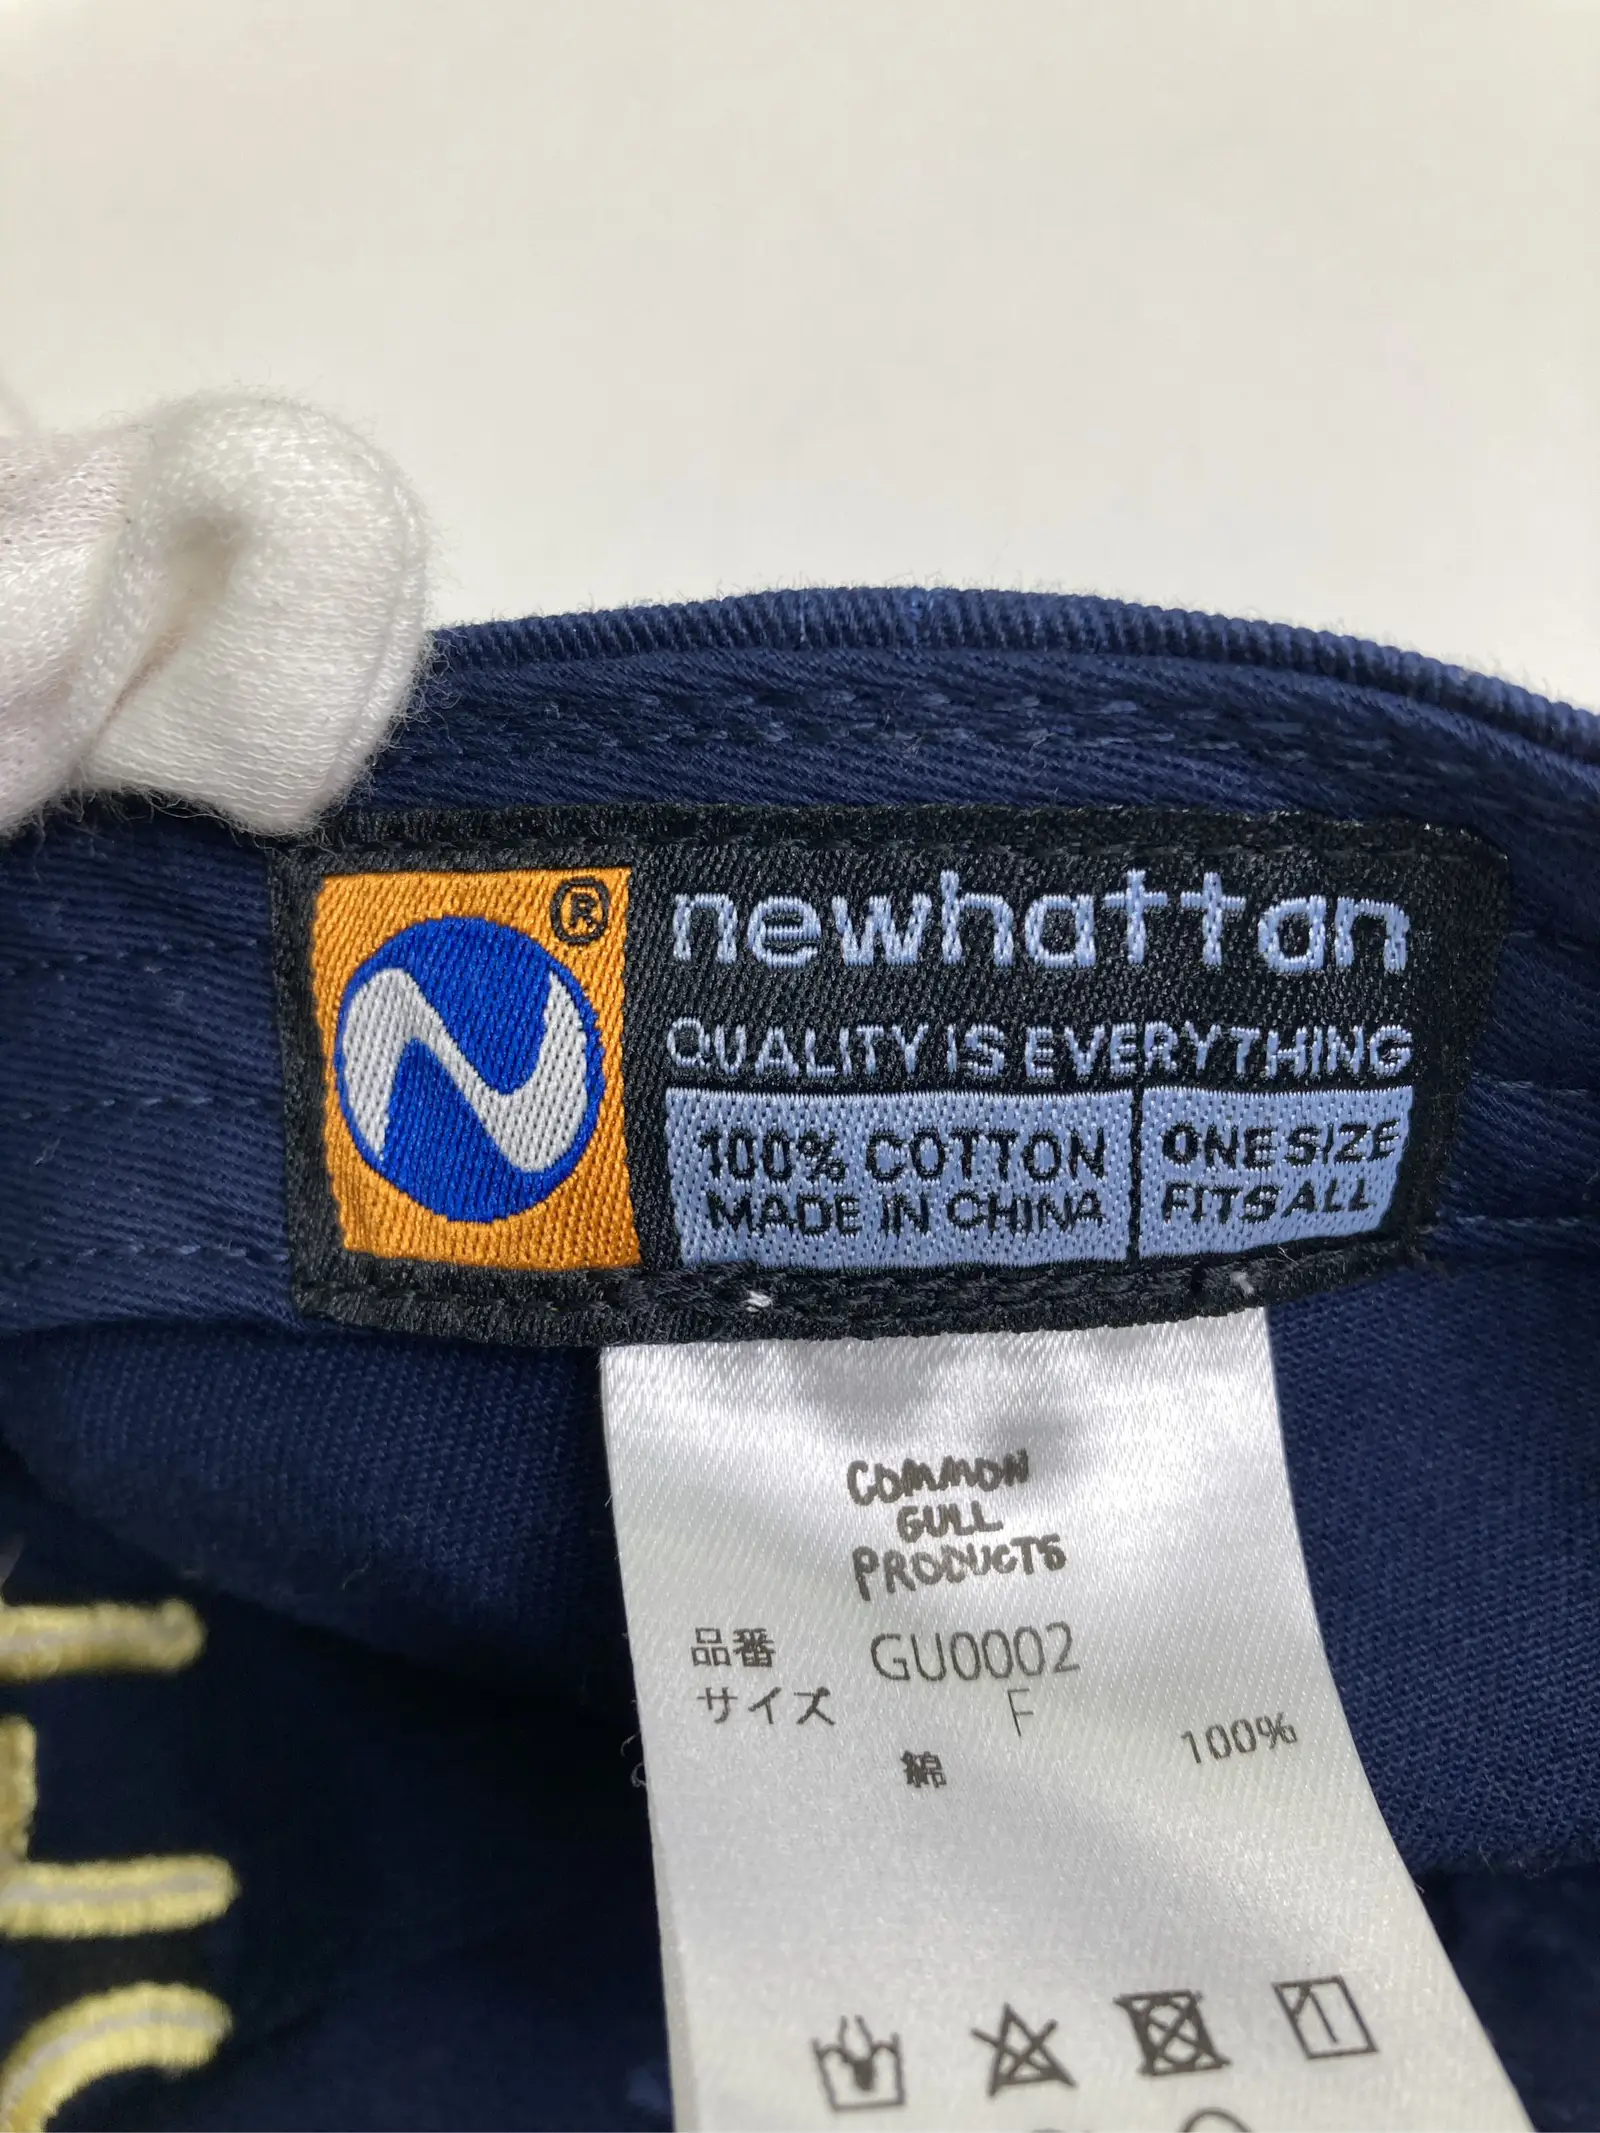 ®
newhattan
QUALITY IS EVERYTHING
100% COTTON
MADE IN CHINA
ONE SIZE
FITS ALL
COMMON
GULL
PRODUCTS
品番 GU0002
サイズ F
綿 100%